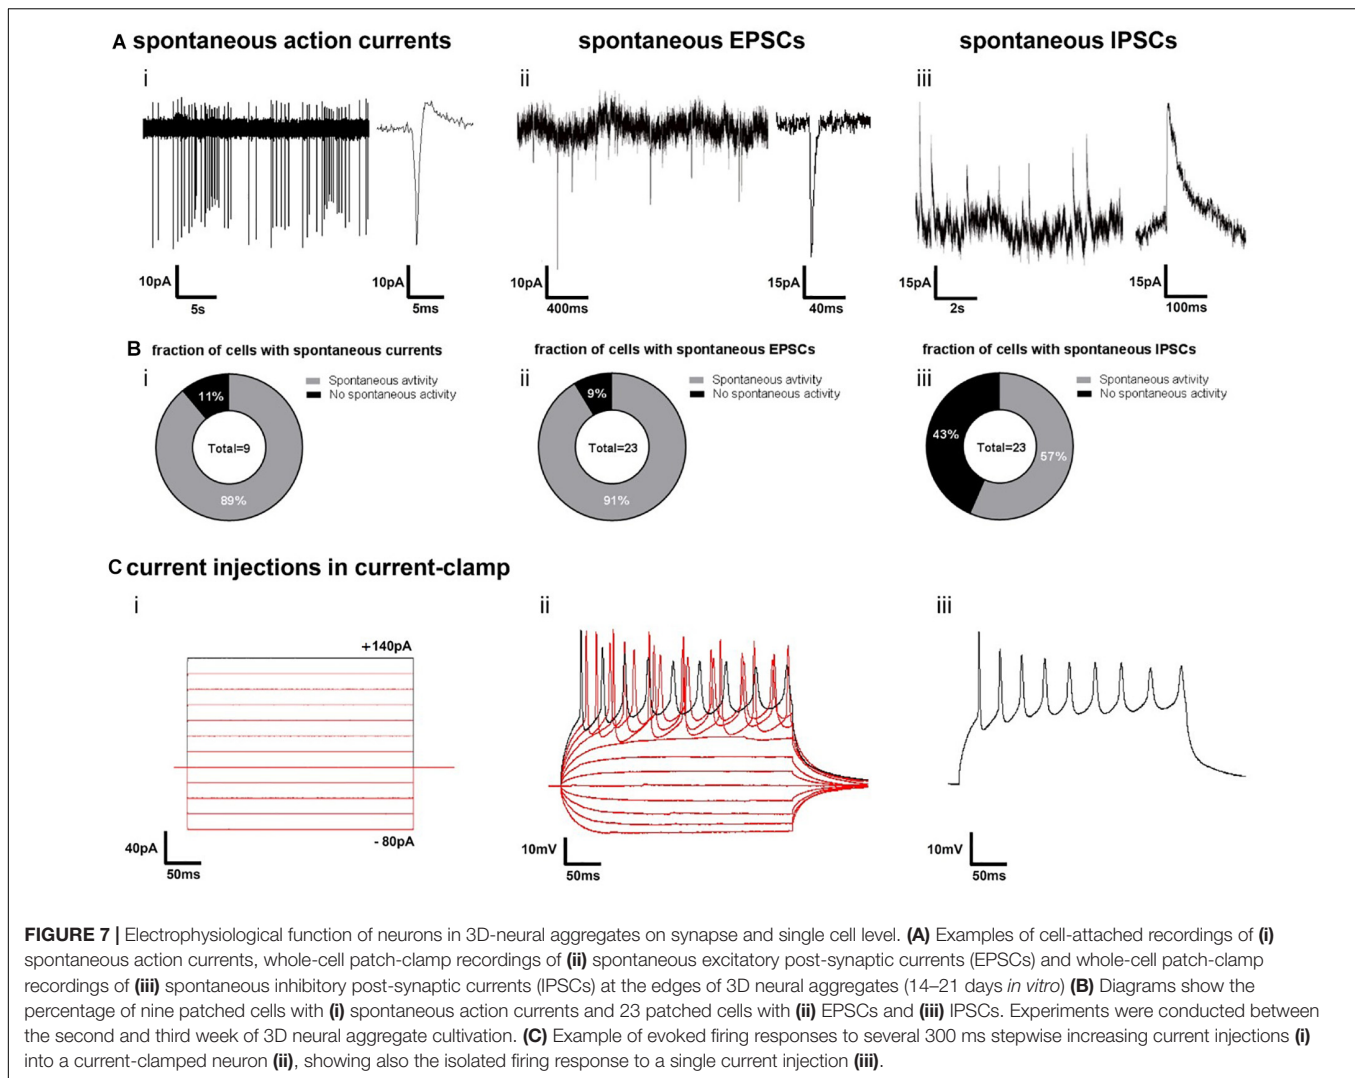 A spontaneous action currents
spontaneous EPSCs
spontaneous IPSCs
i
ii
iii
10pA
5s
10pA
5ms
10pA
400ms
15pA
40ms
15pA
2s
15pA
100ms
B fraction of cells with spontaneous currents
fraction of cells with spontaneous EPSCs
fraction of cells with spontaneous IPSCs
i
Spontaneous avtivity
No spontaneous activity
11%
Total=9
89%
ii
Spontaneous avtivity
No spontaneous activity
9%
Total=23
91%
iii
Spontaneous avtivity
No spontaneous activity
43%
Total=23
57%
C current injections in current-clamp
i
ii
iii
+140pA
-80pA
40pA
50ms
10mV
50ms
10mV
50ms
FIGURE 7 | Electrophysiological function of neurons in 3D-neural aggregates on synapse and single cell level. (A) Examples of cell-attached recordings of (i)
spontaneous action currents, whole-cell patch-clamp recordings of (ii) spontaneous excitatory post-synaptic currents (EPSCs) and whole-cell patch-clamp
recordings of (iii) spontaneous inhibitory post-synaptic currents (IPSCs) at the edges of 3D neural aggregates (14–21 days in vitro) (B) Diagrams show the
percentage of nine patched cells with (i) spontaneous action currents and 23 patched cells with (ii) EPSCs and (iii) IPSCs. Experiments were conducted between
the second and third week of 3D neural aggregate cultivation. (C) Example of evoked firing responses to several 300 ms stepwise increasing current injections (i)
into a current-clamped neuron (ii), showing also the isolated firing response to a single current injection (iii).